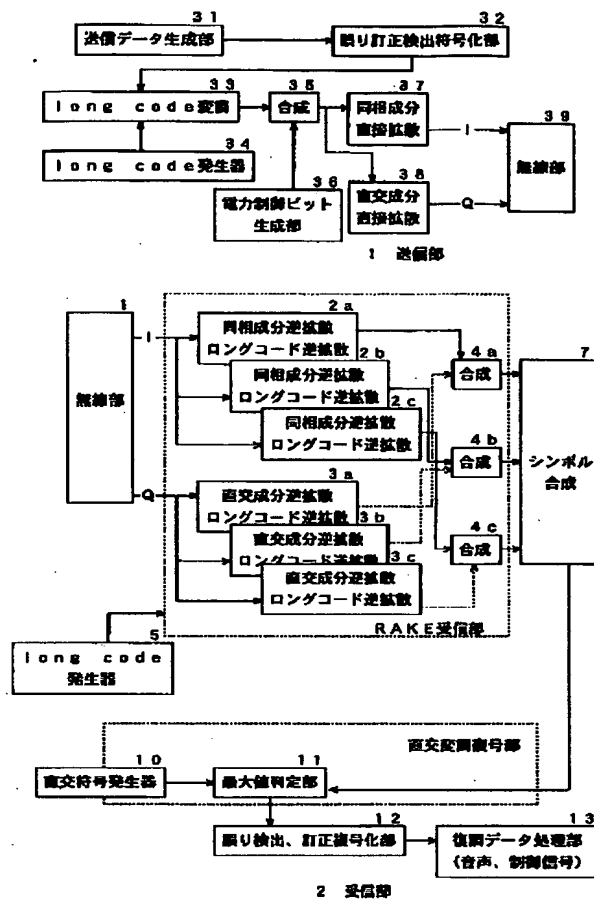 31
送信データ生成部
32
誤り訂正検出符号化部
33
long code変調
34
long code発生器
35
合成
36
電力制御ビット
生成部
37
同相成分
直接拡散
38
直交成分
直接拡散
I
Q
39
無線部
1 送信部
1
無線部
I
Q
2a
同相成分逆拡散
ロングコード逆拡散
2b
同相成分逆拡散
ロングコード逆拡散
2c
同相成分逆拡散
ロングコード逆拡散
3a
直交成分逆拡散
ロングコード逆拡散
3b
直交成分逆拡散
ロングコード逆拡散
3c
直交成分逆拡散
ロングコード逆拡散
4a
合成
4b
合成
4c
合成
7
シンボル
合成
RAKE受信部
5
long code
発生器
直交変調復号部
10
直交符号発生器
11
最大値判定部
12
誤り検出、訂正復号化部
13
復調データ処理部
(音声、制御信号)
2 受信部